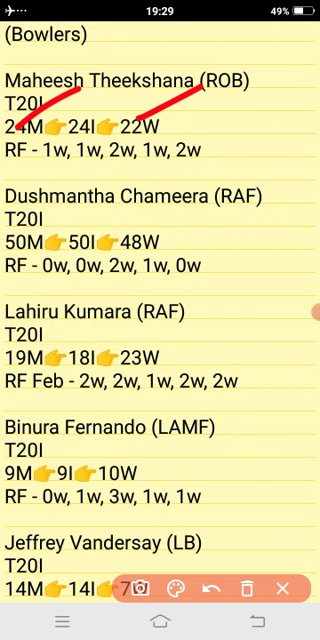 19:29
49%
(Bowlers)
Maheesh Theekshana (ROB)
T20I
24M👉24I👉22W
RF - 1w, 1w, 2w, 1w, 2w
Dushmantha Chameera (RAF)
T20I
50M👉50I👉48W
RF - 0w, 0w, 2w, 1w, 0w
Lahiru Kumara (RAF)
T20I
19M👉18I👉23W
RF Feb - 2w, 2w, 1w, 2w, 2w
Binura Fernando (LAMF)
T20I
9M👉9I👉10W
RF - 0w, 1w, 3w, 1w, 1w
Jeffrey Vandersay (LB)
T20I
14M👉14I👉7